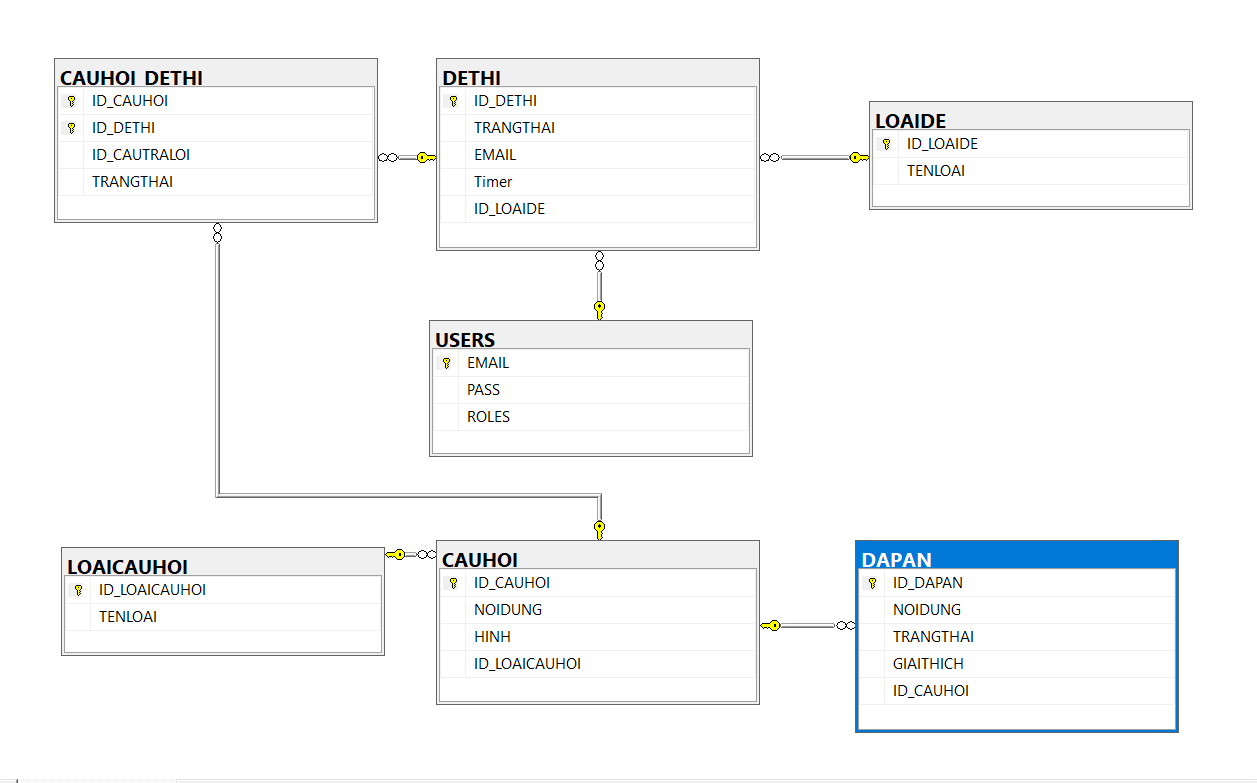 CAUHOI_DETHI
ID_CAUHOI
ID_DETHI
ID_CAUTRALOI
TRANGTHAI
DETHI
ID_DETHI
TRANGTHAI
EMAIL
Timer
ID_LOAIDE
LOAIDE
ID_LOAIDE
TENLOAI
USERS
EMAIL
PASS
ROLES
LOAICAUHOI
ID_LOAICAUHOI
TENLOAI
CAUHOI
ID_CAUHOI
NOIDUNG
HINH
ID_LOAICAUHOI
DAPAN
ID_DAPAN
NOIDUNG
TRANGTHAI
GIAITHICH
ID_CAUHOI